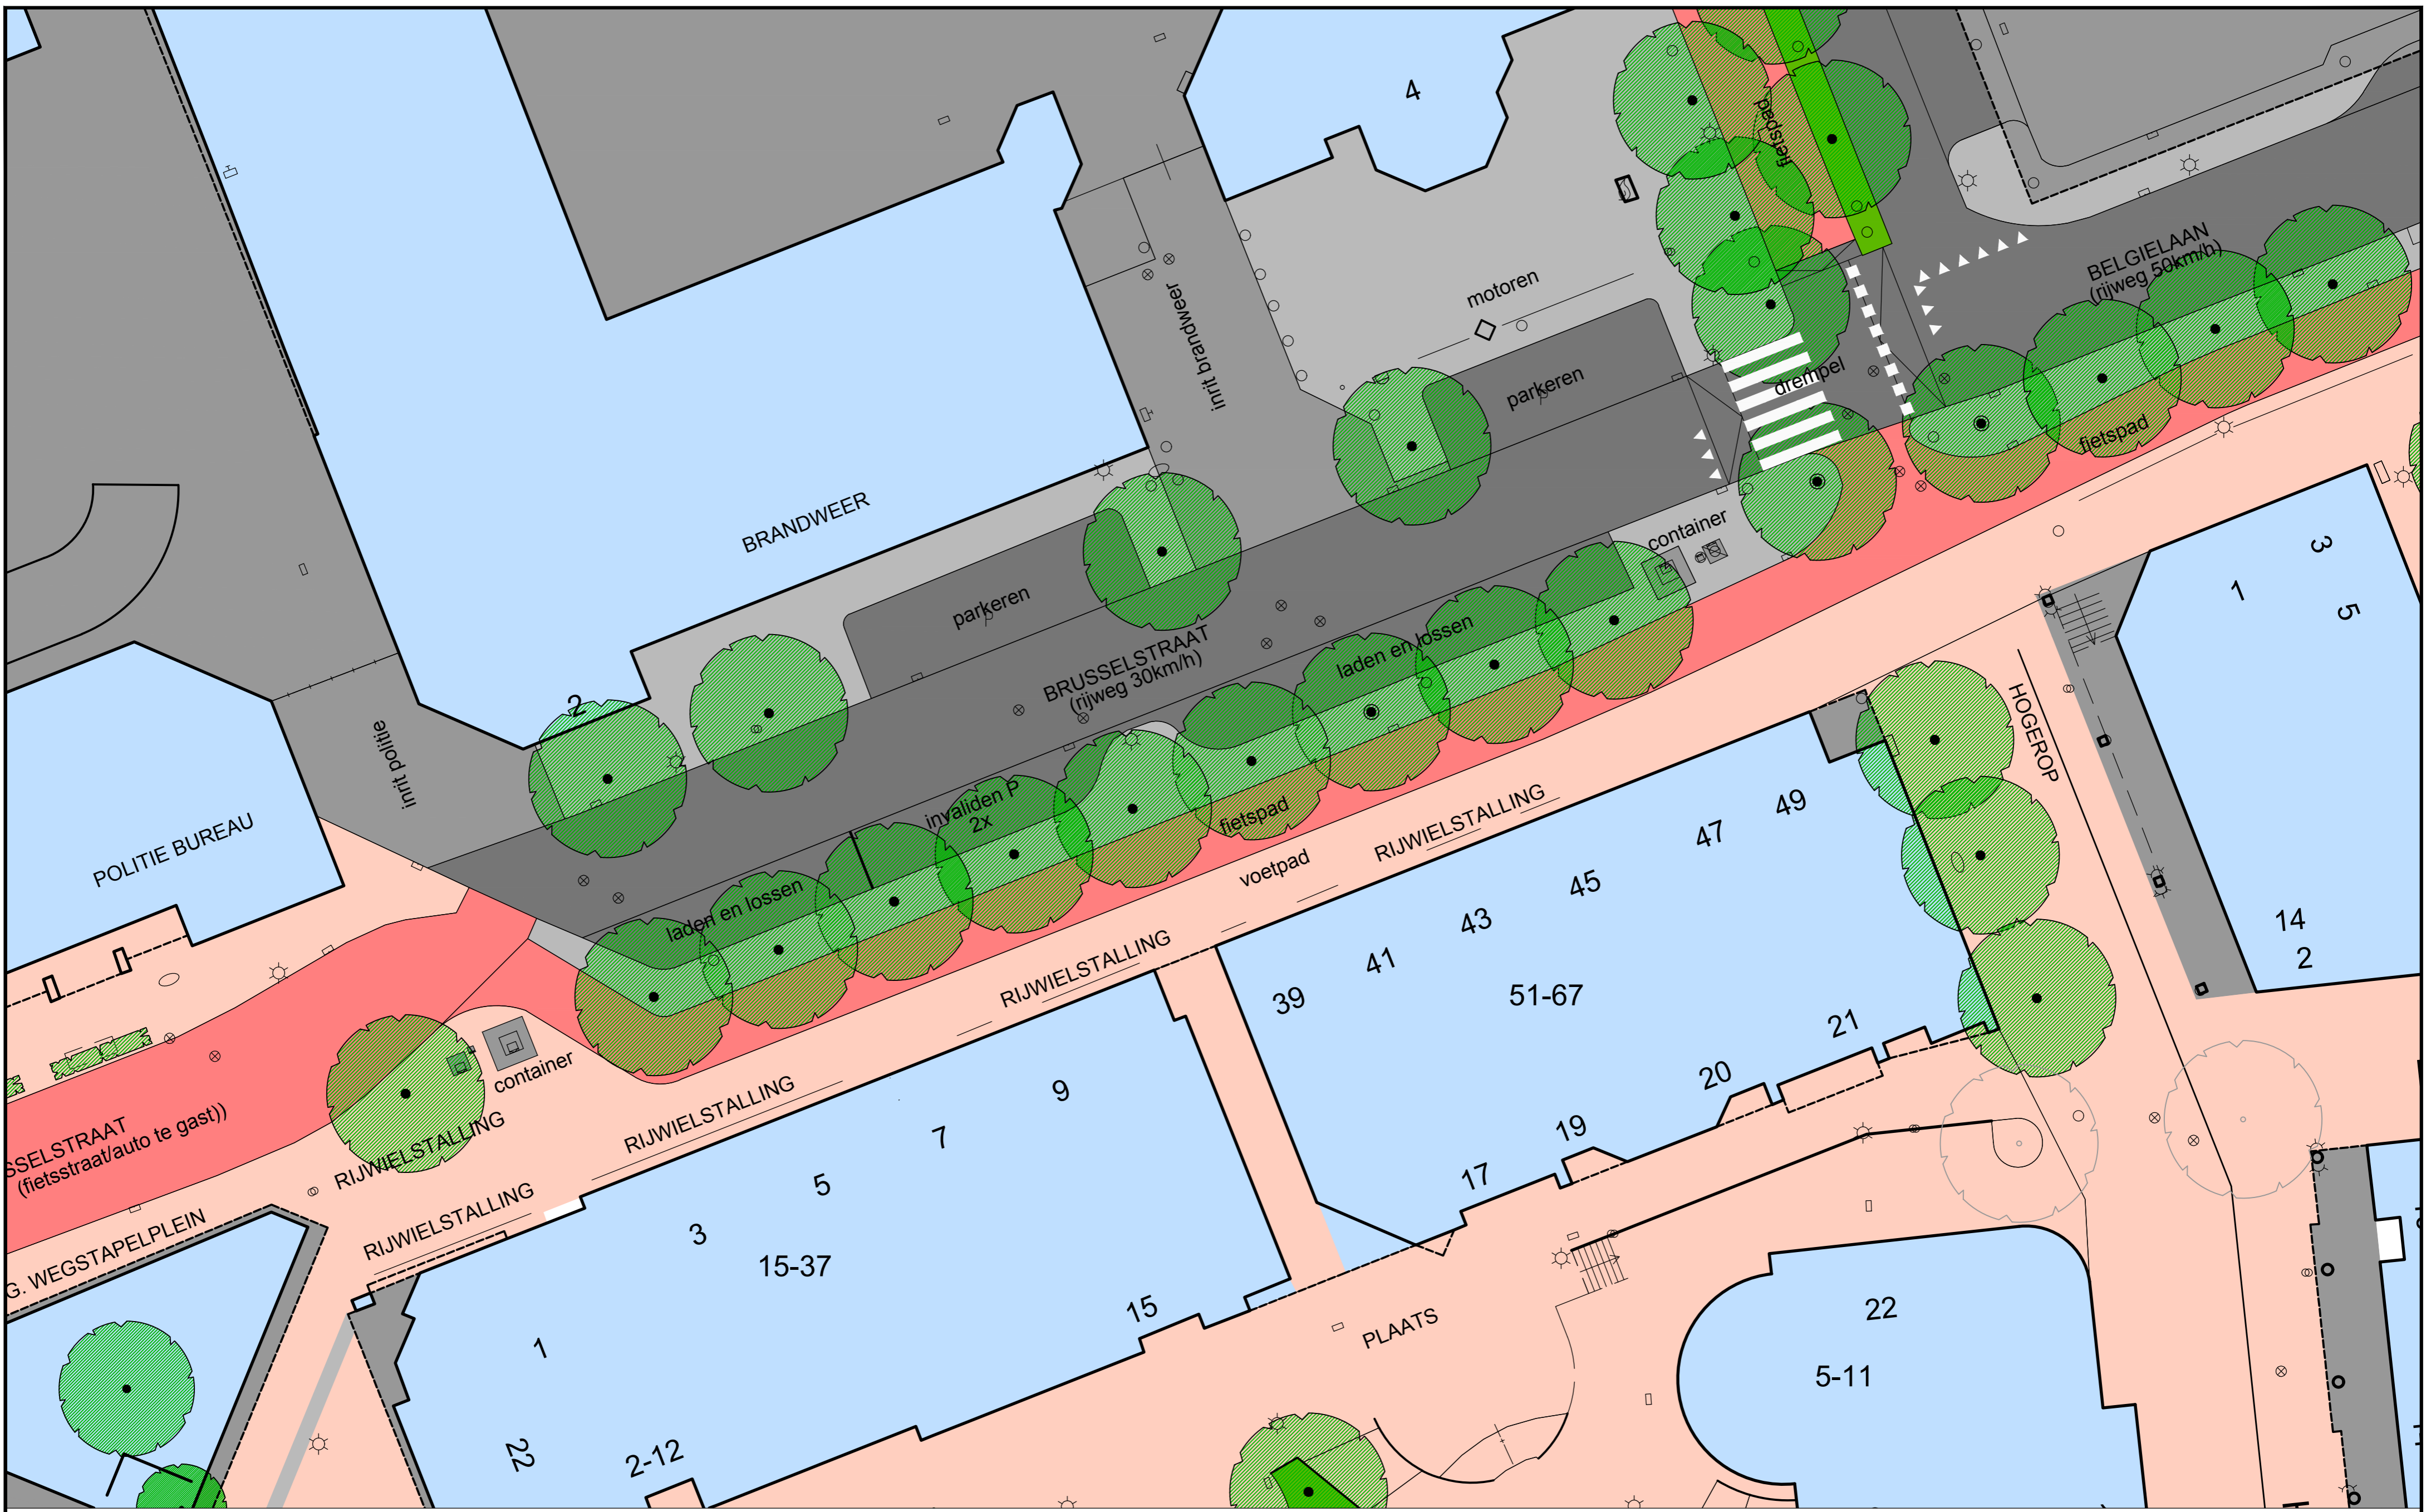 4
fietspad
BELGIELAAN
(rijweg 50km/h)
motoren
inrit brandweer
parkeren
drempel
fietspad
BRANDWEER
container
parkeren
3
1
5
BRUSSELSTRAAT
(rijweg 30km/h)
laden en lossen
2
inrit politie
HOGEROP
invaliden P
2x
fietspad
RIJWIELSTALLING
49
47
POLITIE BUREAU
voetpad
45
laden en lossen
43
14
2
41
RIJWIELSTALLING
39
51-67
21
container
20
9
RIJWIELSTALLING
7
19
SSELSTRAAT
(fietsstraat/auto te gast))
RIJWIELSTALLING
17
5
RIJWIELSTALLING
3
G. WEGSTAPELPLEIN
15-37
15
PLAATS
22
1
5-11
22
2-12